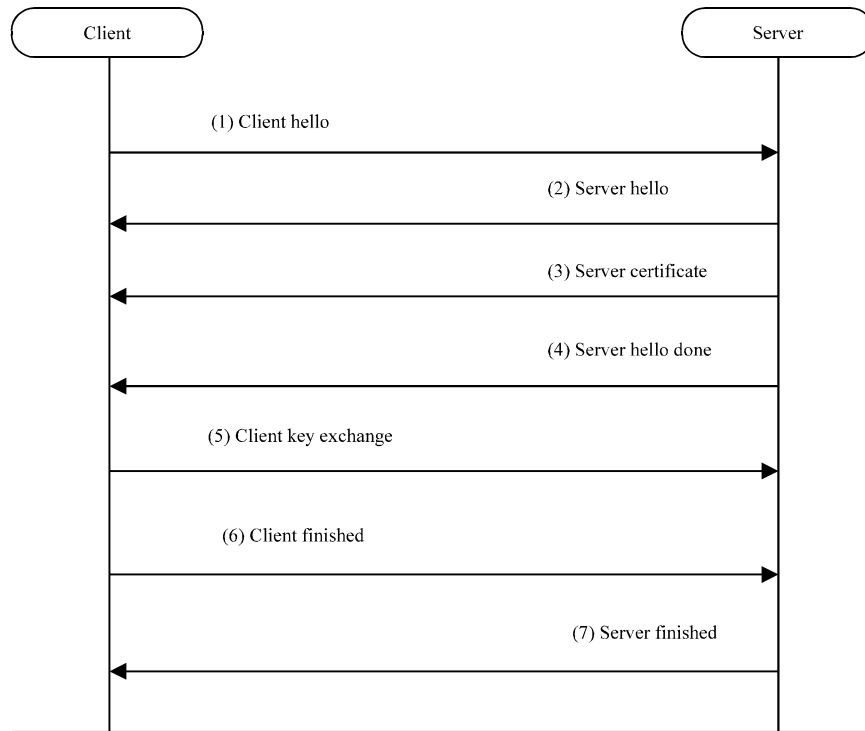 Client
Server
(1) Client hello
(2) Server hello
(3) Server certificate
(4) Server hello done
(5) Client key exchange
(6) Client finished
(7) Server finished